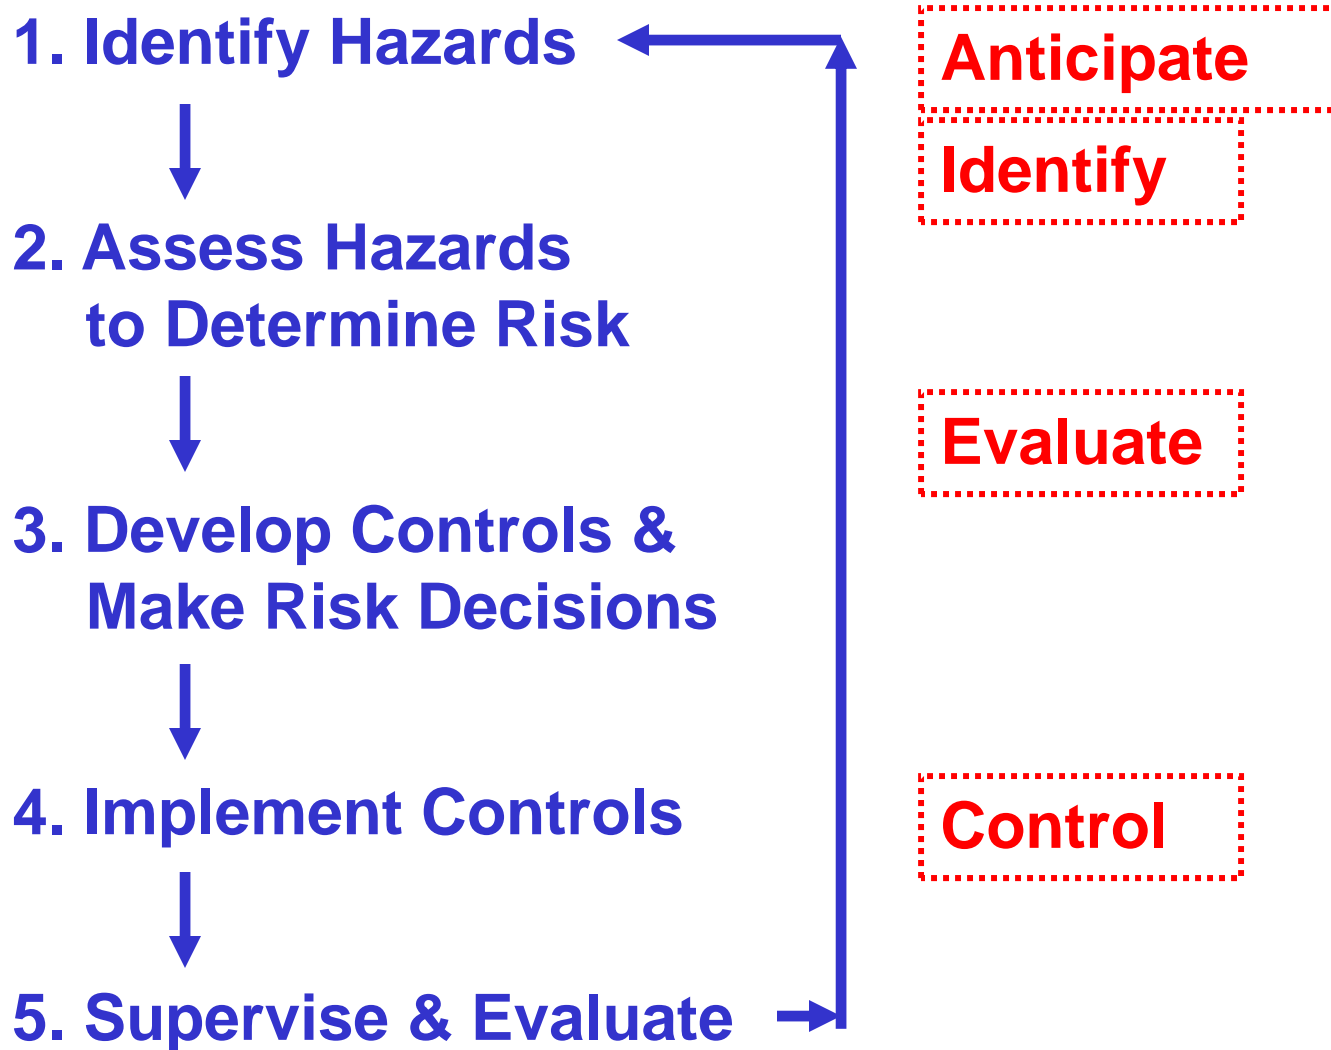 1. Identify Hazards
2. Assess Hazards
to Determine Risk
3. Develop Controls &
Make Risk Decisions
4. Implement Controls
5. Supervise & Evaluate
Anticipate
Identify
Evaluate
Control